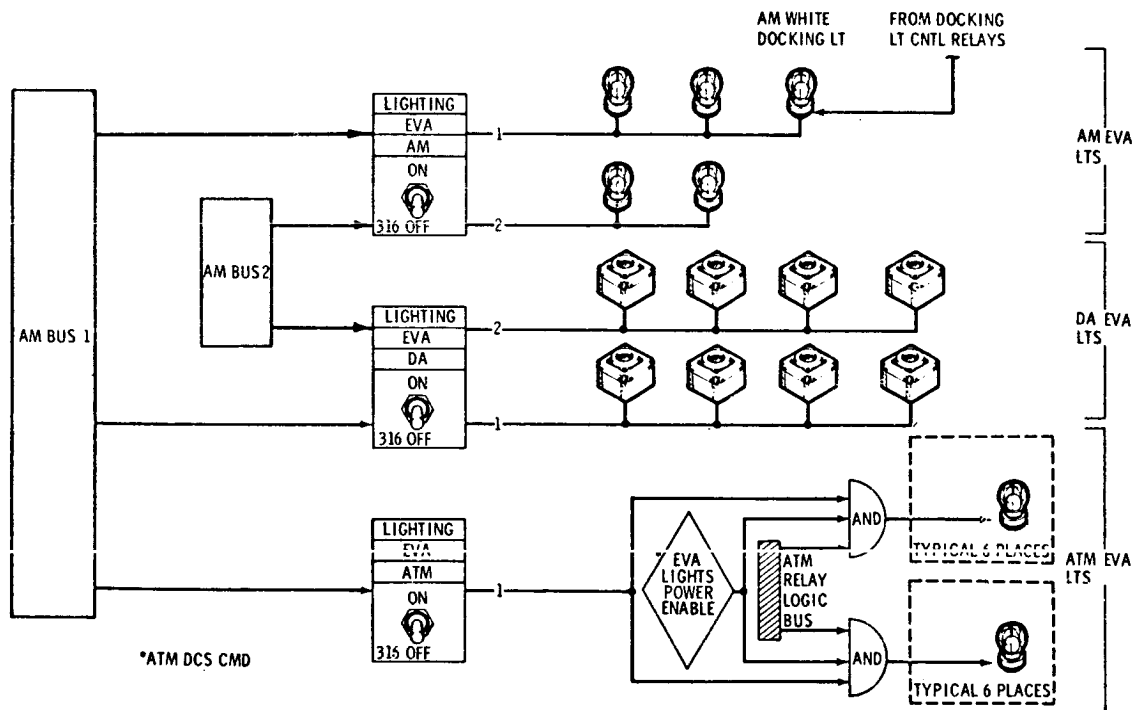 AM WHITE
DOCKING LT
FROM DOCKING
LT CNTL RELAYS
AM BUS 1
AM BUS 2
LIGHTING
EVA
AM
ON
316 OFF
1
2
AM EVA
LTS
LIGHTING
EVA
DA
ON
316 OFF
2
1
DA EVA
LTS
LIGHTING
EVA
ATM
ON
316 OFF
1
*EVA
LIGHTS
POWER
ENABLE
ATM
RELAY
LOGIC
BUS
AND
AND
TYPICAL 6 PLACES
TYPICAL 6 PLACES
ATM EVA
LTS
*ATM DCS CMD